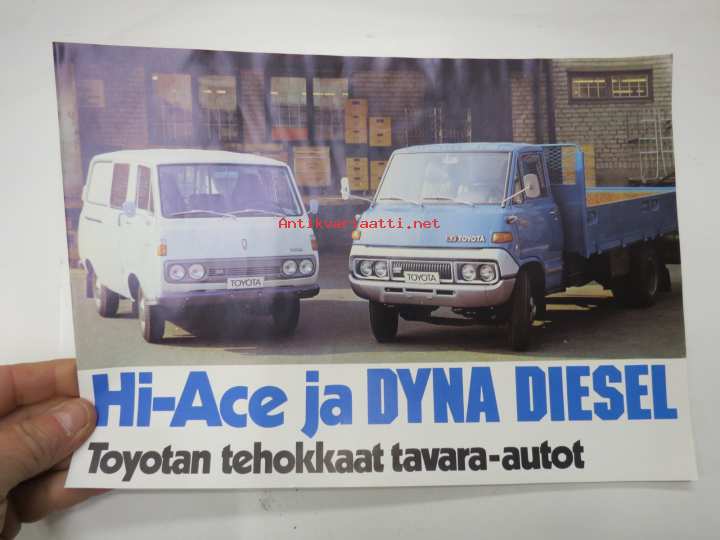 Antikvariaatti.net
TOYOTA
TOYOTA
TOYOTA
Hi-Ace ja DYNA DIESEL
Toyotan tehokkaat tavara-autot